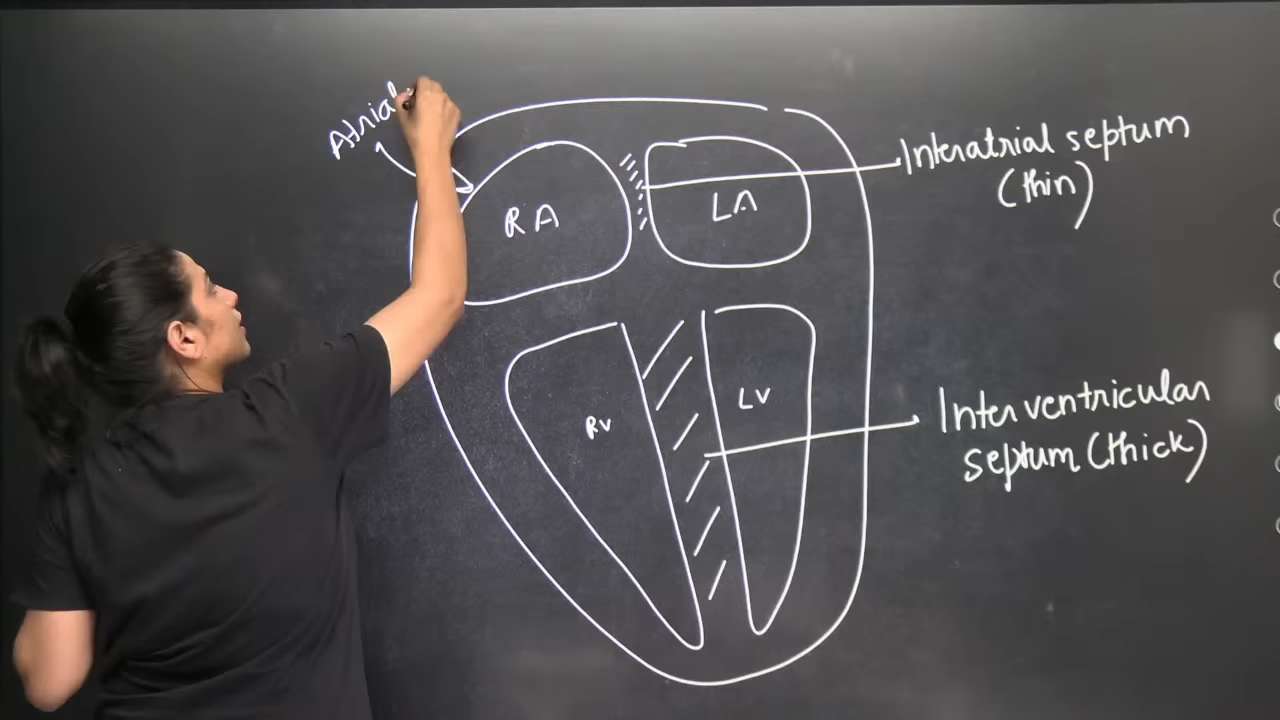 Atrial
Interatrial septum
(thin)
RA
LA
Interventricular
septum (thick)
RV
LV